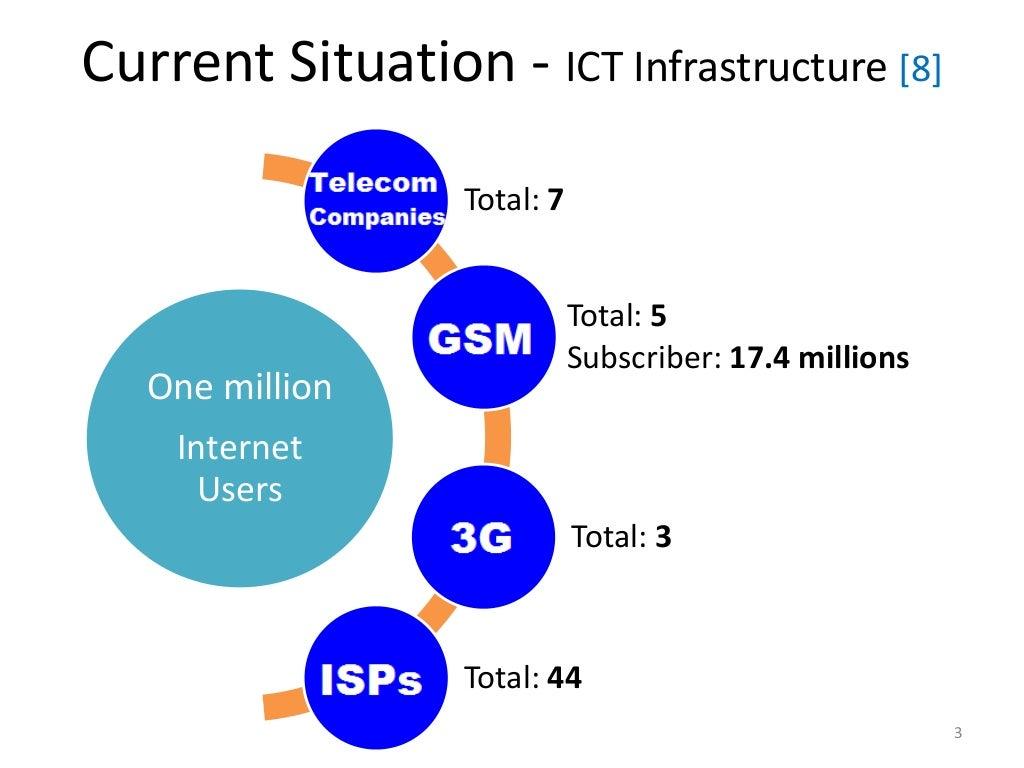 Current Situation - ICT Infrastructure [8]
Telecom
Companies
Total: 7
GSM
Total: 5
Subscriber: 17.4 millions
One million
Internet
Users
3G
Total: 3
ISPs
Total: 44
3